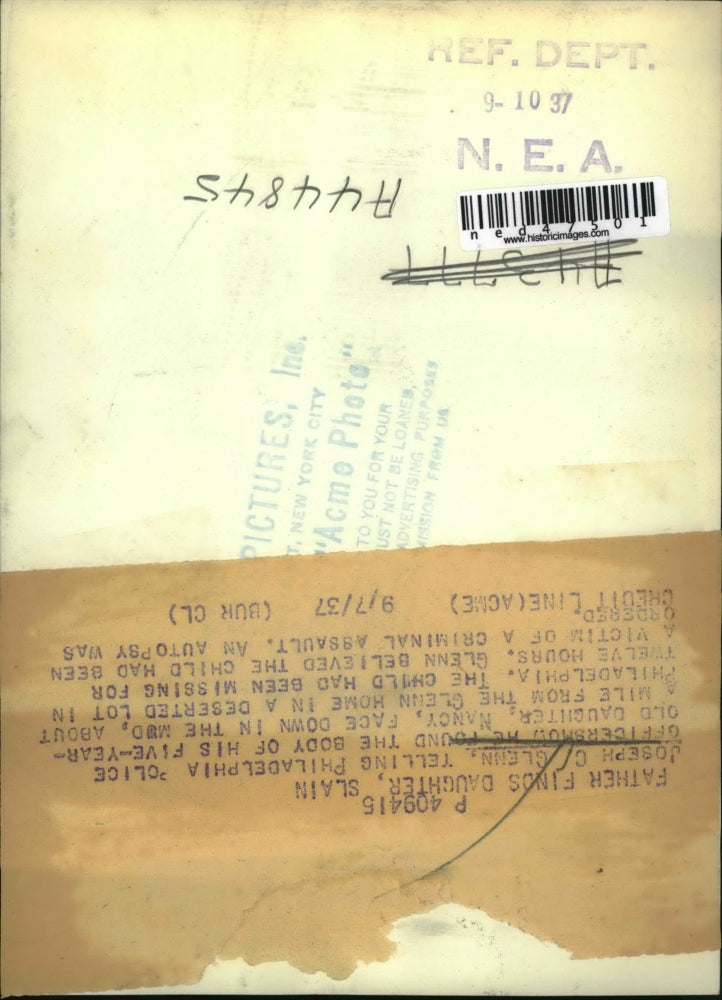 REF. DEPT.
9- 10 37
N. E. A.
ned47501
www.historicimages.com
A44845
PICTURES, Inc.
T, NEW YORK CITY
"Acme Photo"
TO YOU FOR YOUR
UST NOT BE LOANED,
ADVERTISING PURPOSES
MISSION FROM US
P 409415
FATHER FINDS DAUGHTER, SLAIN
JOSEPH C. GLENN, TELLING PHILADELPHIA POLICE
OFFICERSHOW HE FOUND THE BODY OF HIS FIVE-YEAR-
OLD DAUGHTER, NANCY, FACE DOWN IN THE MUD, ABOUT
A MILE FROM THE GLENN HOME IN A DESERTED LOT IN
PHILADELPHIA. THE CHILD HAD BEEN MISSING FOR
TWELVE HOURS. GLENN BELIEVED THE CHILD HAD BEEN
A VICTIM OF A CRIMINAL ASSAULT. AN AUTOPSY WAS
ORDERED
CREDIT LINE(ACME) 9/7/37 (BUR CL)